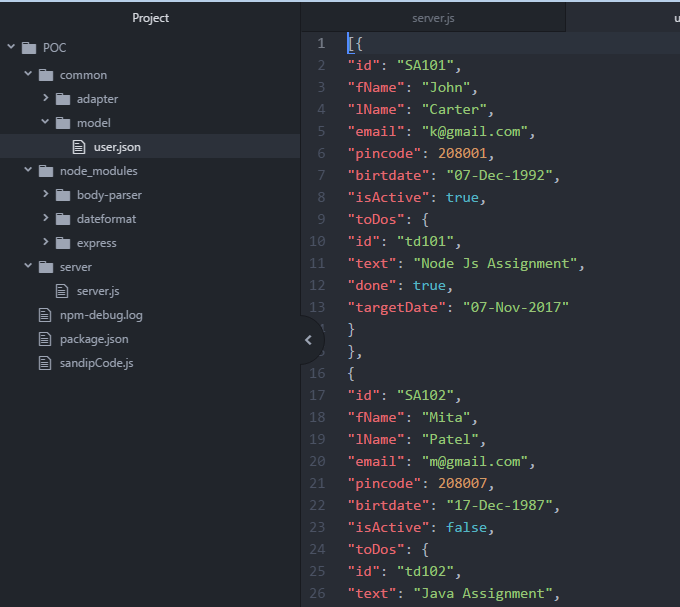 Project
POC
common
adapter
model
user.json
node_modules
body-parser
dateformat
express
server
server.js
npm-debug.log
package.json
sandipCode.js
server.js
1 [{
2 "id": "SA101",
3 "fName": "John",
4 "lName": "Carter",
5 "email": "k@gmail.com",
6 "pincode": 208001,
7 "birtdate": "07-Dec-1992",
8 "isActive": true,
9 "toDos": {
10 "id": "td101",
11 "text": "Node Js Assignment",
12 "done": true,
13 "targetDate": "07-Nov-2017"
}
},
16 {
17 "id": "SA102",
18 "fName": "Mita",
19 "lName": "Patel",
20 "email": "m@gmail.com",
21 "pincode": 208007,
22 "birtdate": "17-Dec-1987",
23 "isActive": false,
24 "toDos": {
25 "id": "td102",
26 "text": "Java Assignment",